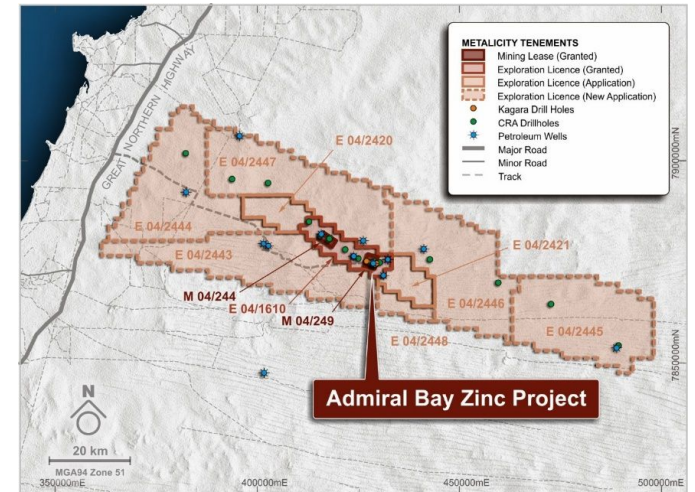 METALICITY TENEMENTS
Mining Lease (Granted)
Exploration Licence (Granted)
Exploration Licence (Application)
Exploration Licence (New Application)
Kagara Drill Holes
CRA Drillholes
Petroleum Wells
Major Road
Minor Road
Track
GREAT NORTHERN HIGHWAY
E 04/2420
E 04/2447
E 04/2444
E 04/2443
E 04/2421
M 04/244
E 04/1610
M 04/249
E 04/2446
E 04/2445
E 04/2448
Admiral Bay Zinc Project
N
20 km
MGA94 Zone 51
350000mE
400000mE
450000mE
500000mE
7900000mN
7850000mN